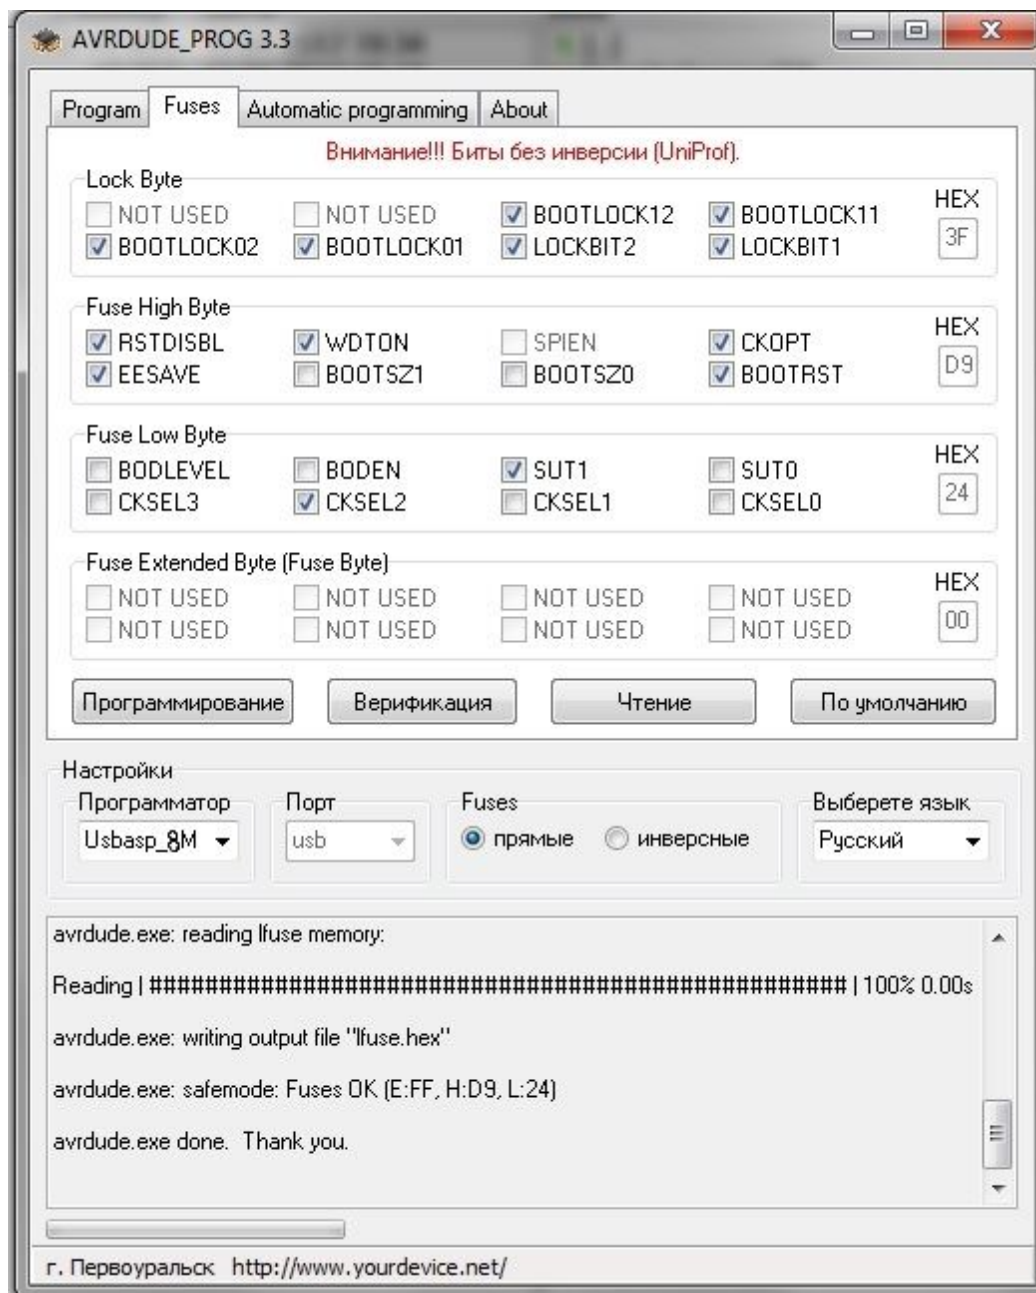 AVRDUDE_PROG 3.3
Program Fuses Automatic programming About
Внимание!!! Биты без инверсии (UniProf).
Lock Byte
HEX
NOT USED NOT USED BOOTLOCK12 BOOTLOCK11
3F
BOOTLOCK02 BOOTLOCK01 LOCKBIT2 LOCKBIT1
Fuse High Byte
HEX
RSTDISBL WDTON SPIEN CKOPT
D9
EESAVE BOOTSZ1 BOOTSZ0 BOOTRST
Fuse Low Byte
HEX
BODLEVEL BODEN SUT1 SUT0
24
CKSEL3 CKSEL2 CKSEL1 CKSEL0
Fuse Extended Byte (Fuse Byte)
HEX
NOT USED NOT USED NOT USED NOT USED
00
NOT USED NOT USED NOT USED NOT USED
Программирование Верификация Чтение По умолчанию
Настройки
Программатор Порт Fuses Выберете язык
Usbasp_8M usb прямые инверсные Русский
avrdude.exe: reading lfuse memory:
Reading | ################################################## | 100% 0.00s
avrdude.exe: writing output file "lfuse.hex"
avrdude.exe: safemode: Fuses OK (E:FF, H:D9, L:24)
avrdude.exe done. Thank you.
г. Первоуральск http://www.yourdevice.net/